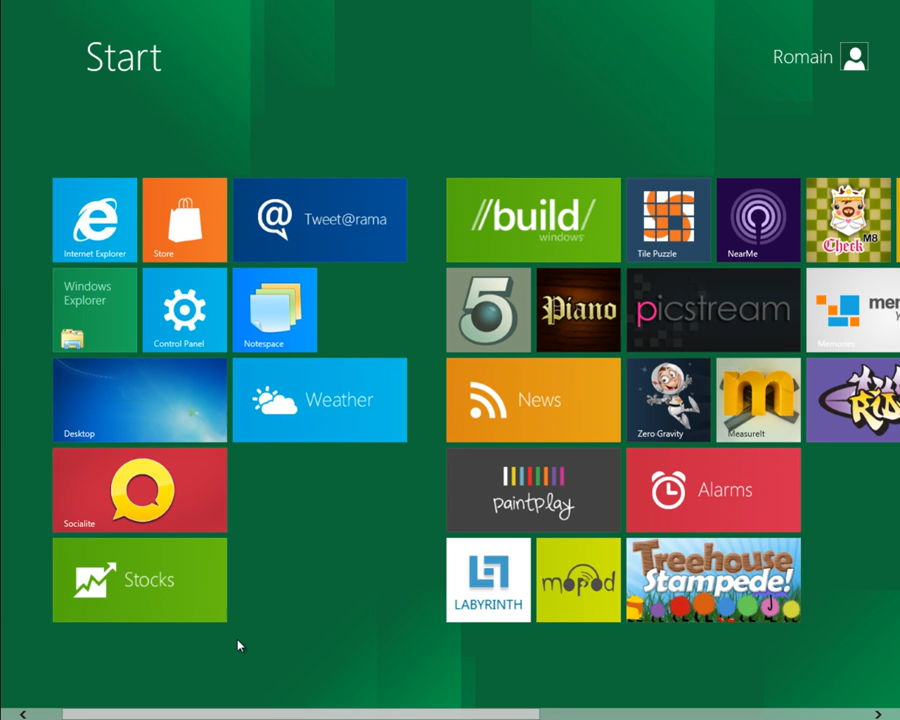 Start
Romain
Internet Explorer
Store
Tweet@rama
Windows
Explorer
Control Panel
Notespace
Desktop
Weather
Socialite
Stocks
//build/
windows
Tile Puzzle
NearMe
Check
M8
5
Piano
picstream
Memories
News
Zero Gravity
m
MeasureIt
paintplay
Alarms
LABYRINTH
mopod
Treehouse
Stampede!